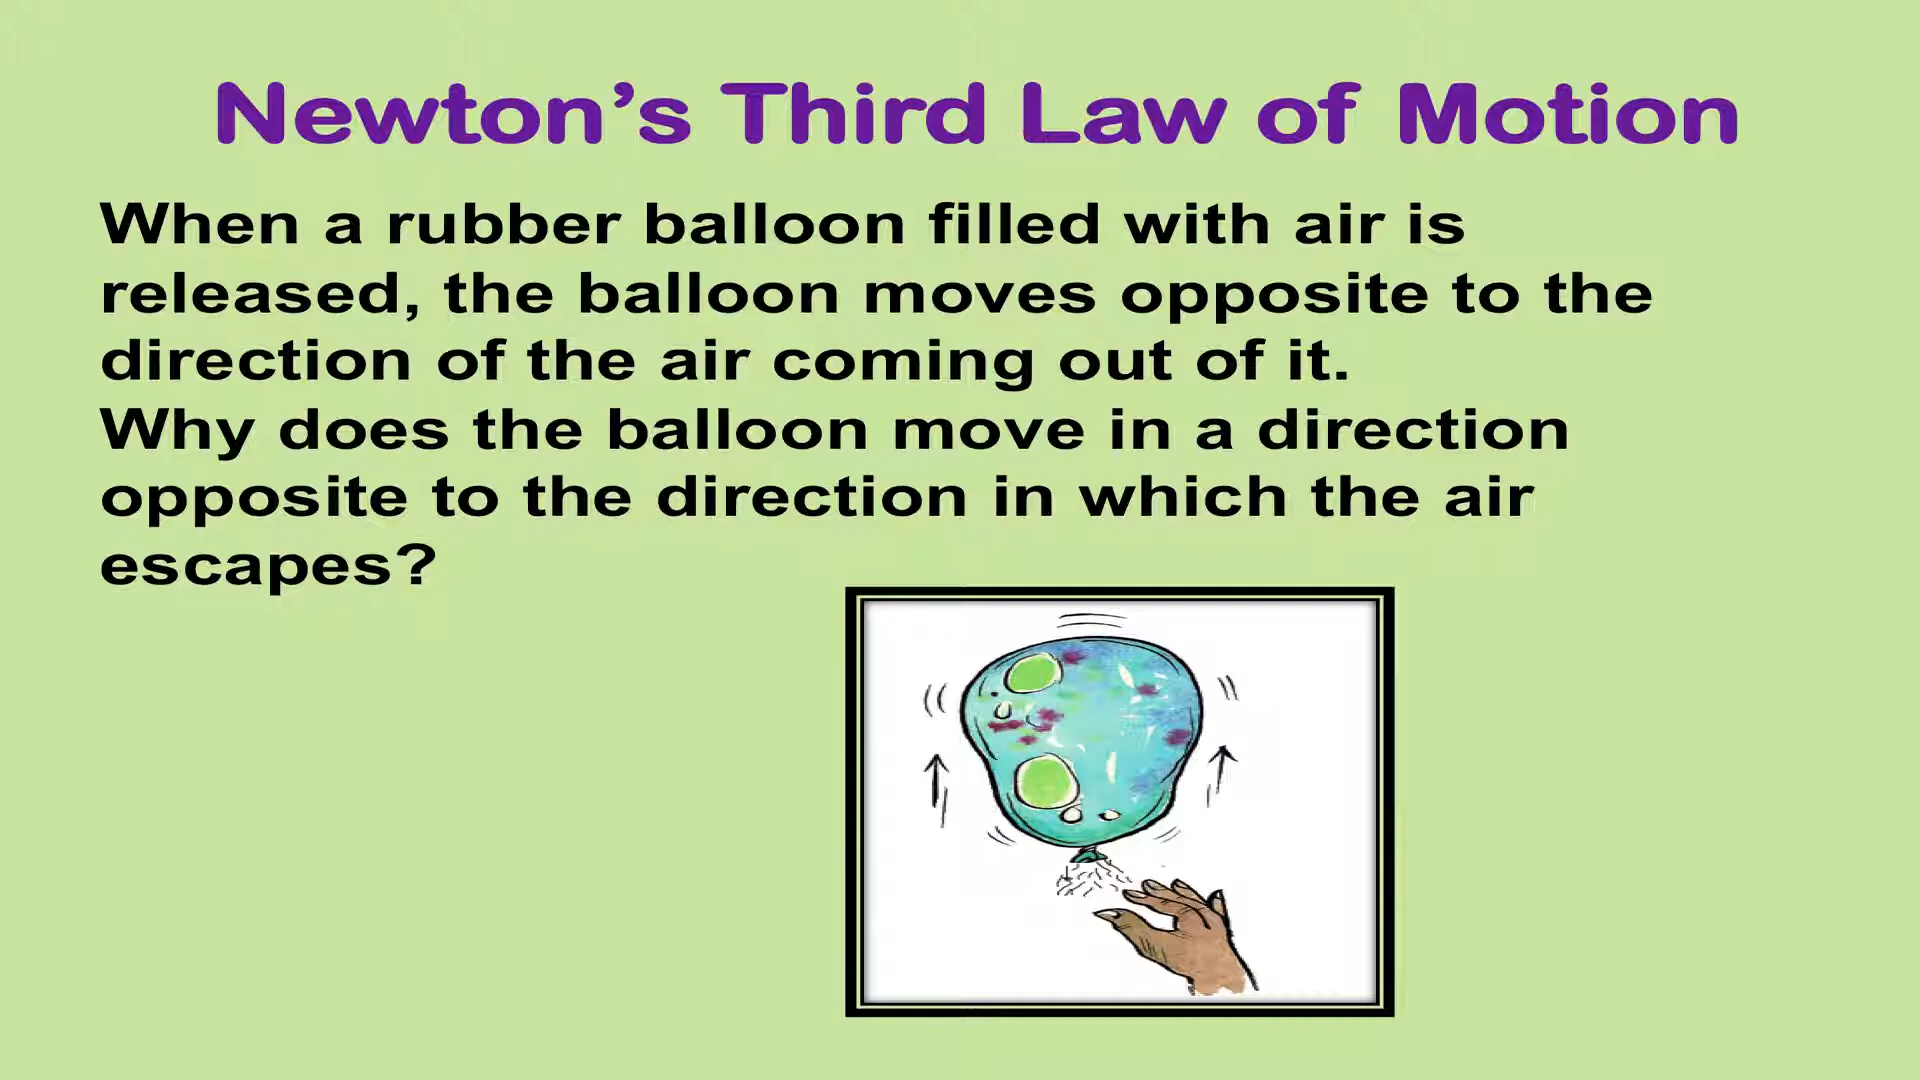 Newton’s Third Law of Motion
When a rubber balloon filled with air is
released, the balloon moves opposite to the
direction of the air coming out of it.
Why does the balloon move in a direction
opposite to the direction in which the air
escapes?